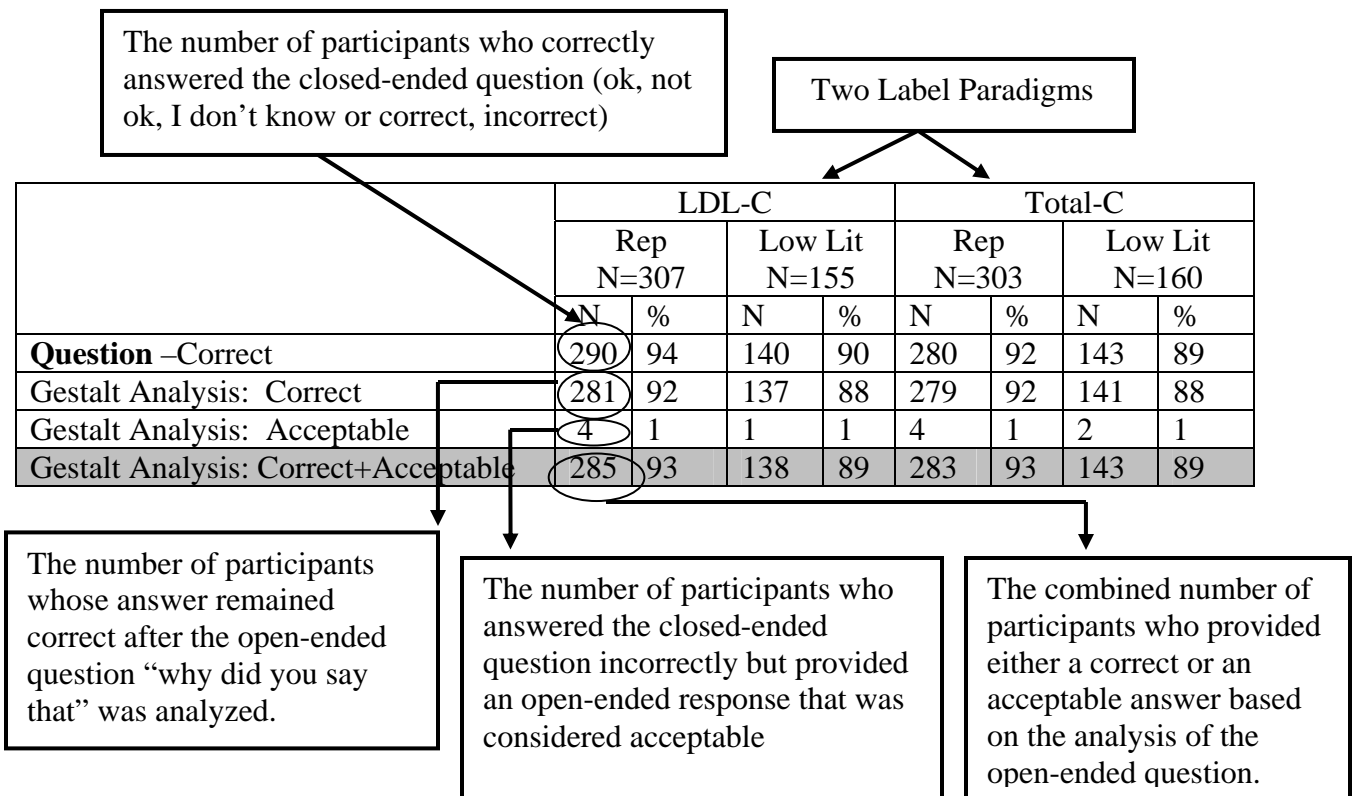 The number of participants who correctly
answered the closed-ended question (ok, not
ok, I don’t know or correct, incorrect)
Two Label Paradigms
LDL-C Total-C
Rep Low Lit Rep Low Lit
N=307 N=155 N=303 N=160
N % N % N % N %
Question –Correct 290 94 140 90 280 92 143 89
Gestalt Analysis: Correct 281 92 137 88 279 92 141 88
Gestalt Analysis: Acceptable 4 1 1 1 4 1 2 1
Gestalt Analysis: Correct+Acceptable 285 93 138 89 283 93 143 89
The number of participants
whose answer remained
correct after the open-ended
question “why did you say
that” was analyzed.
The number of participants who
answered the closed-ended
question incorrectly but provided
an open-ended response that was
considered acceptable
The combined number of
participants who provided
either a correct or an
acceptable answer based
on the analysis of the
open-ended question.